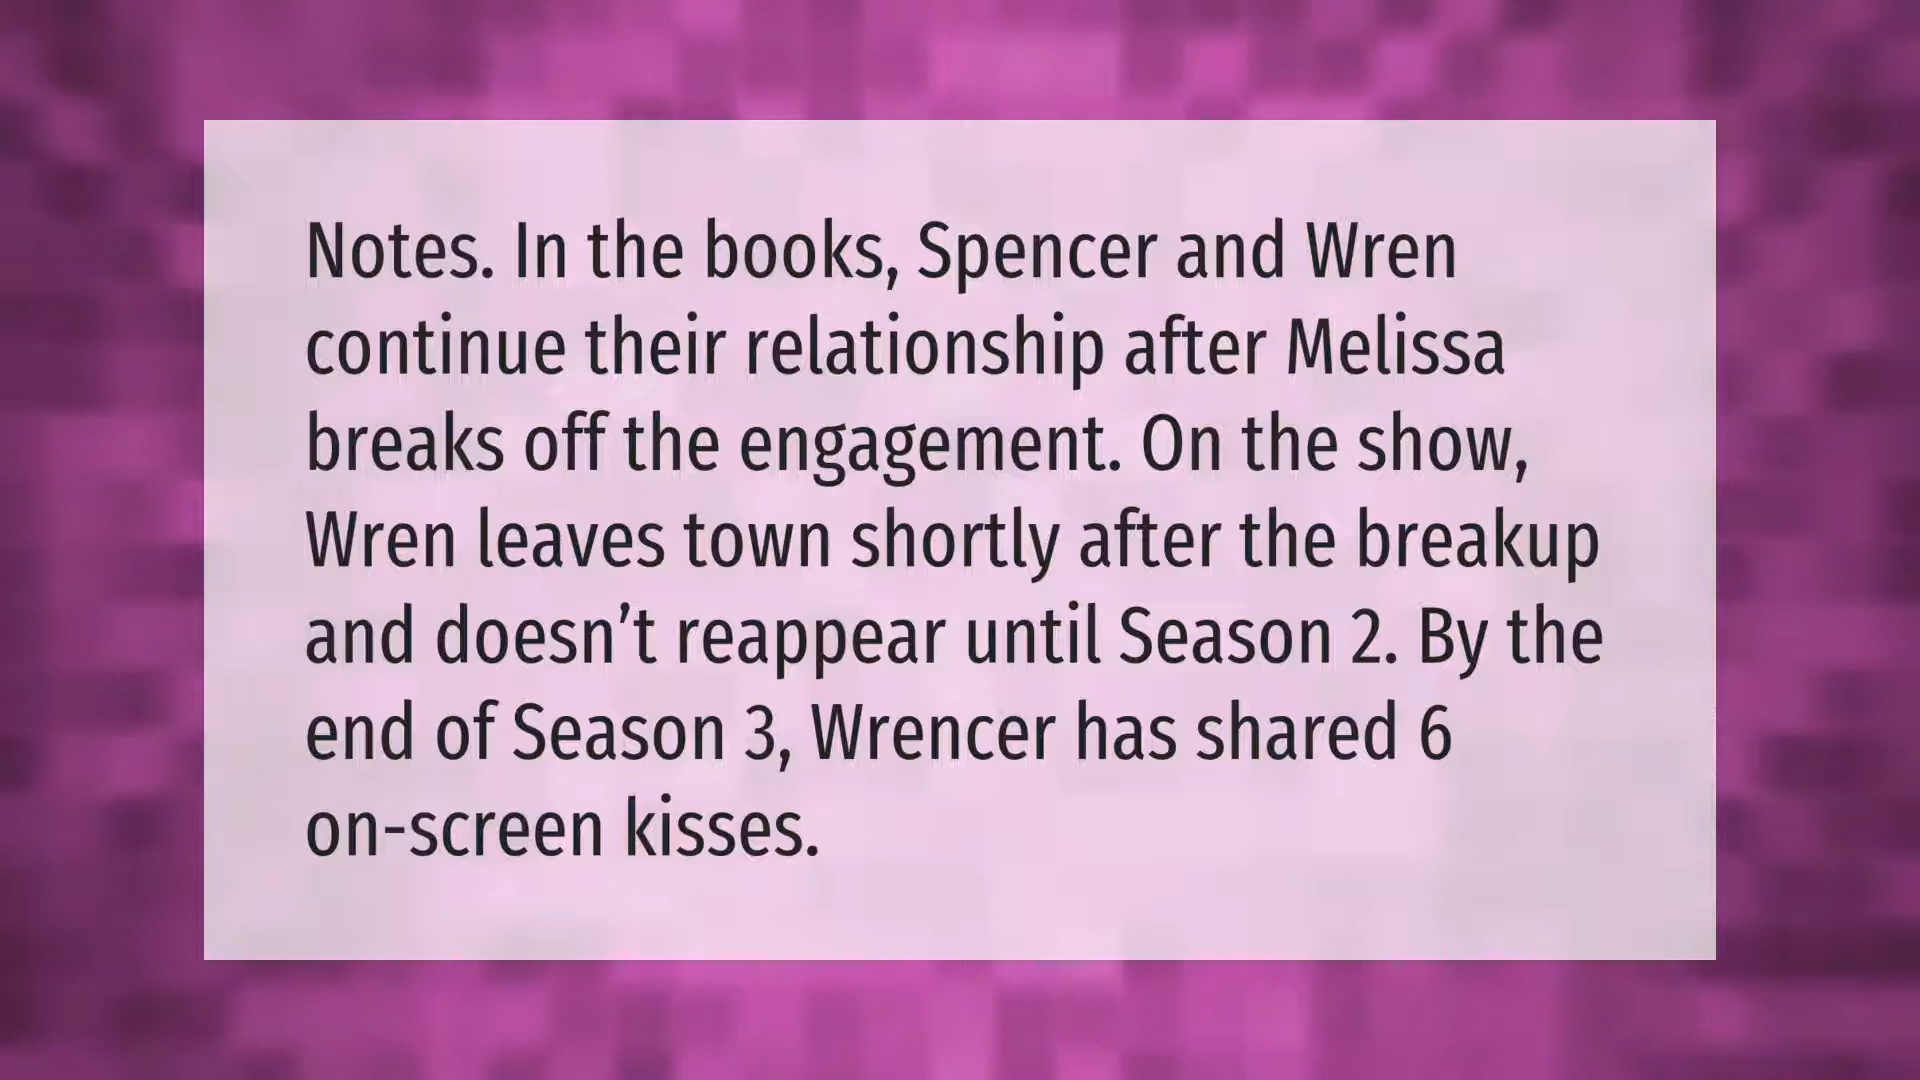 Notes. In the books, Spencer and Wren
continue their relationship after Melissa
breaks off the engagement. On the show,
Wren leaves town shortly after the breakup
and doesn’t reappear until Season 2. By the
end of Season 3, Wrencer has shared 6
on-screen kisses.